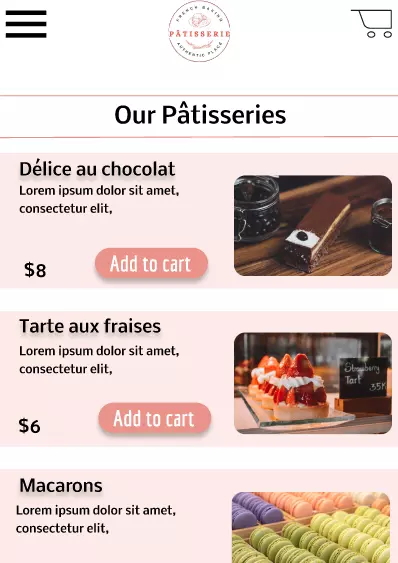 FRENCH BAKING
PÂTISSERIE
AUTHENTIC PLACE
Our Pâtisseries
Délice au chocolat
Lorem ipsum dolor sit amet,
consectetur elit,
$8
Add to cart
Tarte aux fraises
Lorem ipsum dolor sit amet,
consectetur elit,
$6
Add to cart
Strawberry
Tart
35K
Macarons
Lorem ipsum dolor sit amet,
consectetur elit,